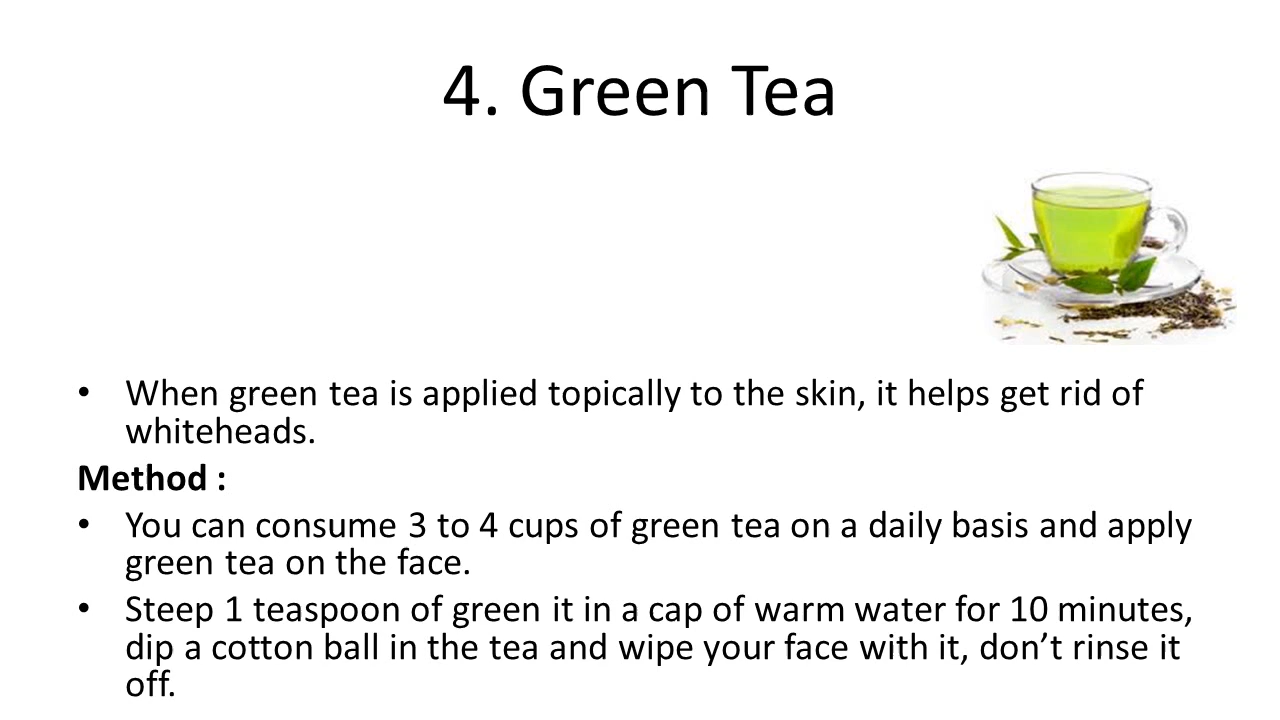 4. Green Tea
• When green tea is applied topically to the skin, it helps get rid of
whiteheads.
Method :
• You can consume 3 to 4 cups of green tea on a daily basis and apply
green tea on the face.
• Steep 1 teaspoon of green it in a cap of warm water for 10 minutes,
dip a cotton ball in the tea and wipe your face with it, don’t rinse it
off.